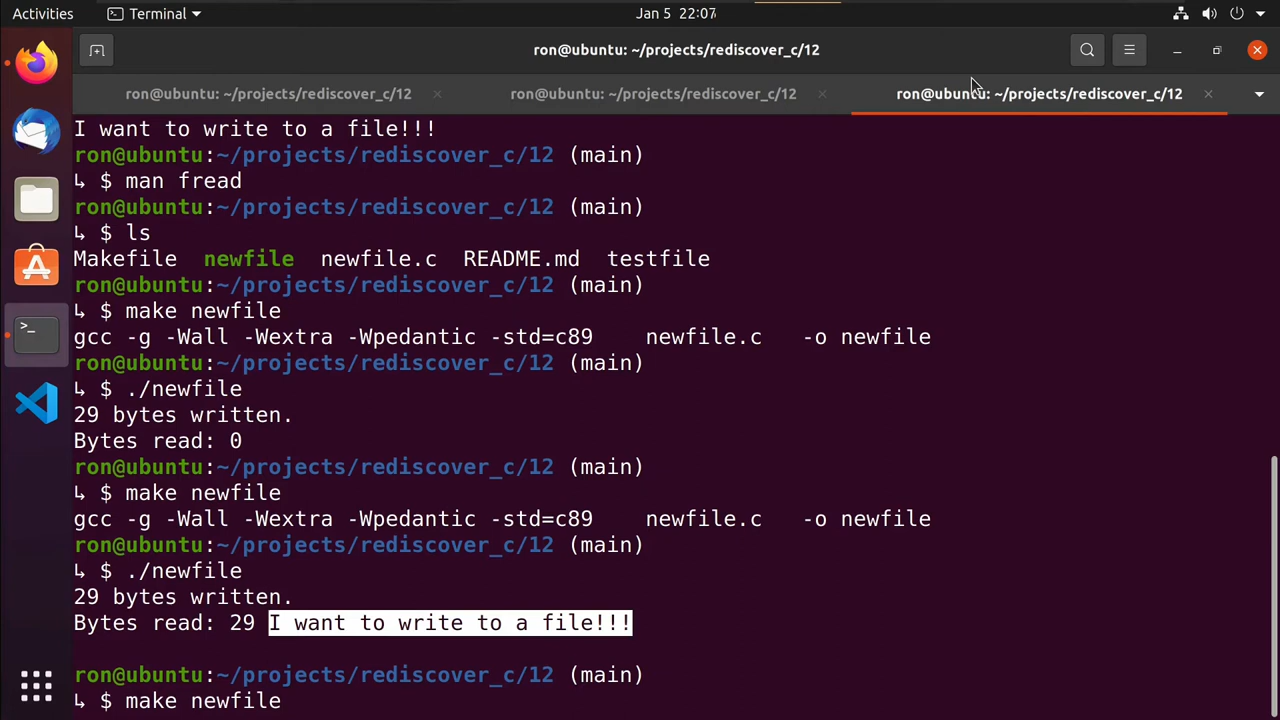 Activities
Terminal
Jan 5 22:07
ron@ubuntu: ~/projects/rediscover_c/12
ron@ubuntu: ~/projects/rediscover_c/12 ×
ron@ubuntu: ~/projects/rediscover_c/12 ×
ron@ubuntu: ~/projects/rediscover_c/12 ×
I want to write to a file!!!
ron@ubuntu:~/projects/rediscover_c/12 (main)
↳ $ man fread
ron@ubuntu:~/projects/rediscover_c/12 (main)
↳ $ ls
Makefile newfile newfile.c README.md testfile
ron@ubuntu:~/projects/rediscover_c/12 (main)
↳ $ make newfile
gcc -g -Wall -Wextra -Wpedantic -std=c89    newfile.c   -o newfile
ron@ubuntu:~/projects/rediscover_c/12 (main)
↳ $ ./newfile
29 bytes written.
Bytes read: 0
ron@ubuntu:~/projects/rediscover_c/12 (main)
↳ $ make newfile
gcc -g -Wall -Wextra -Wpedantic -std=c89    newfile.c   -o newfile
ron@ubuntu:~/projects/rediscover_c/12 (main)
↳ $ ./newfile
29 bytes written.
Bytes read: 29 I want to write to a file!!!
ron@ubuntu:~/projects/rediscover_c/12 (main)
↳ $ make newfile